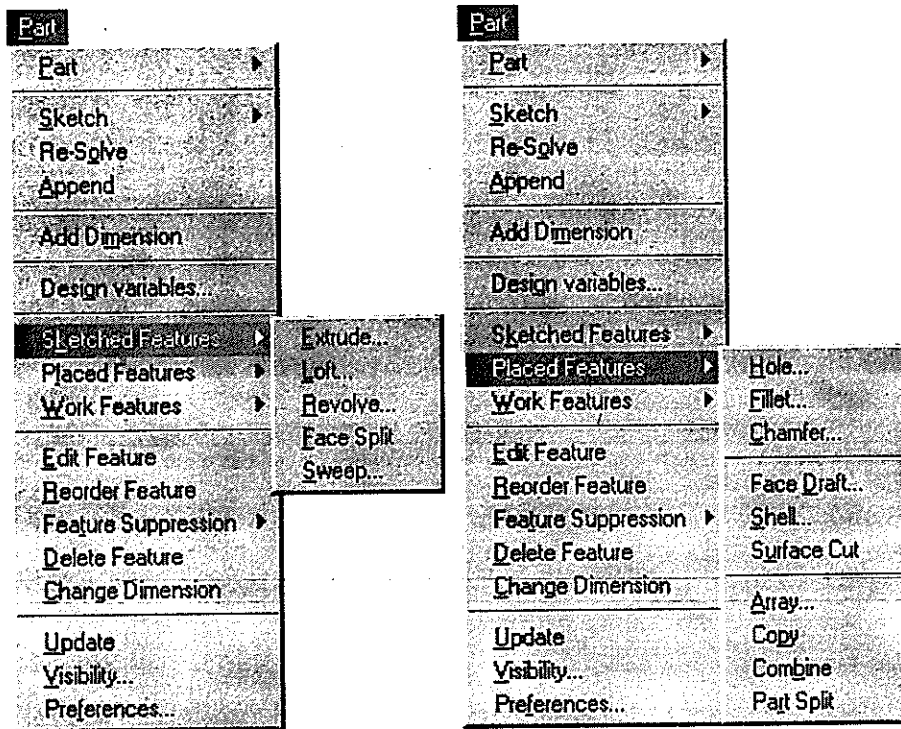 Part
Part
Sketch
Re-Solve
Append
Add Dimension
Design variables...
Sketched Features
Placed Features
Work Features
Edit Feature
Reorder Feature
Feature Suppression
Delete Feature
Change Dimension
Update
Visibility...
Preferences...
Extrude...
Loft...
Revolve...
Face Split
Sweep...
Part
Part
Sketch
Re-Solve
Append
Add Dimension
Design variables...
Sketched Features
Placed Features
Work Features
Edit Feature
Reorder Feature
Feature Suppression
Delete Feature
Change Dimension
Update
Visibility...
Preferences...
Hole...
Fillet...
Chamfer...
Face Draft...
Shell...
Surface Cut
Array...
Copy
Combine
Part Split